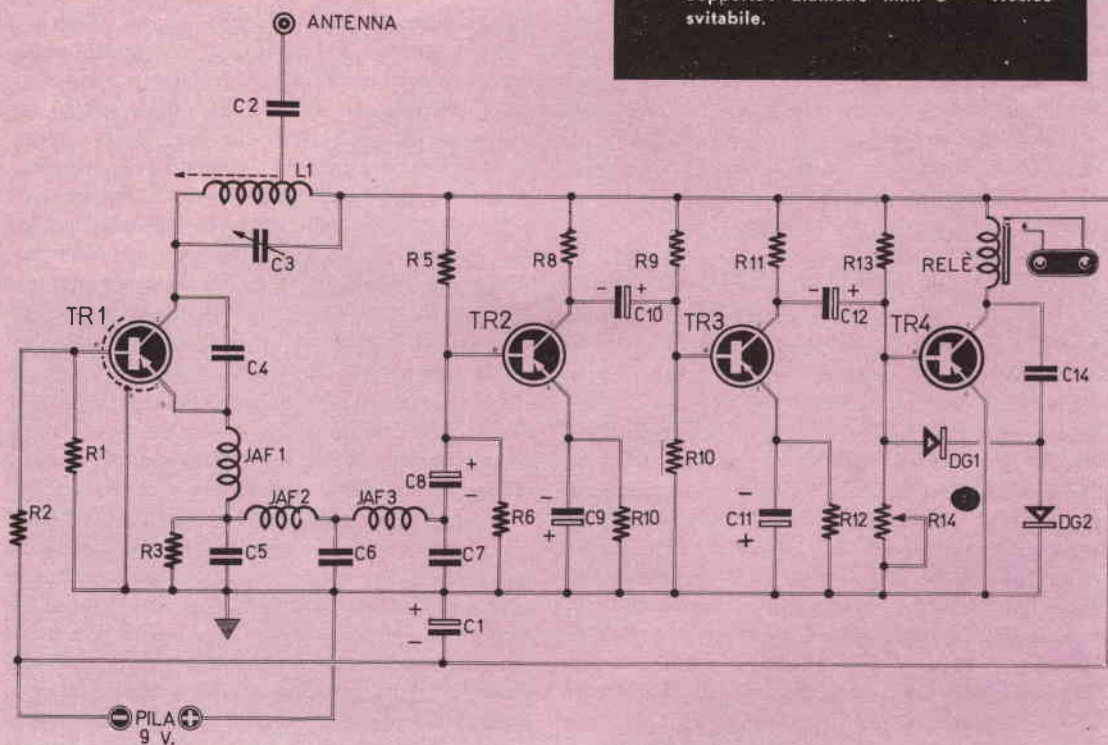 svitabile.
ANTENNA
C2
L1
C3
R5
R8
R9
R11
R13
RELÈ
C10
C12
TR1
TR2
TR3
TR4
C4
C14
R1
JAF1
R10
DG1
C8
JAF2
JAF3
R2
R3
C5
C6
C7
R6
C9
R10
C11
R12
R14
DG2
C1
PILA
9 V.